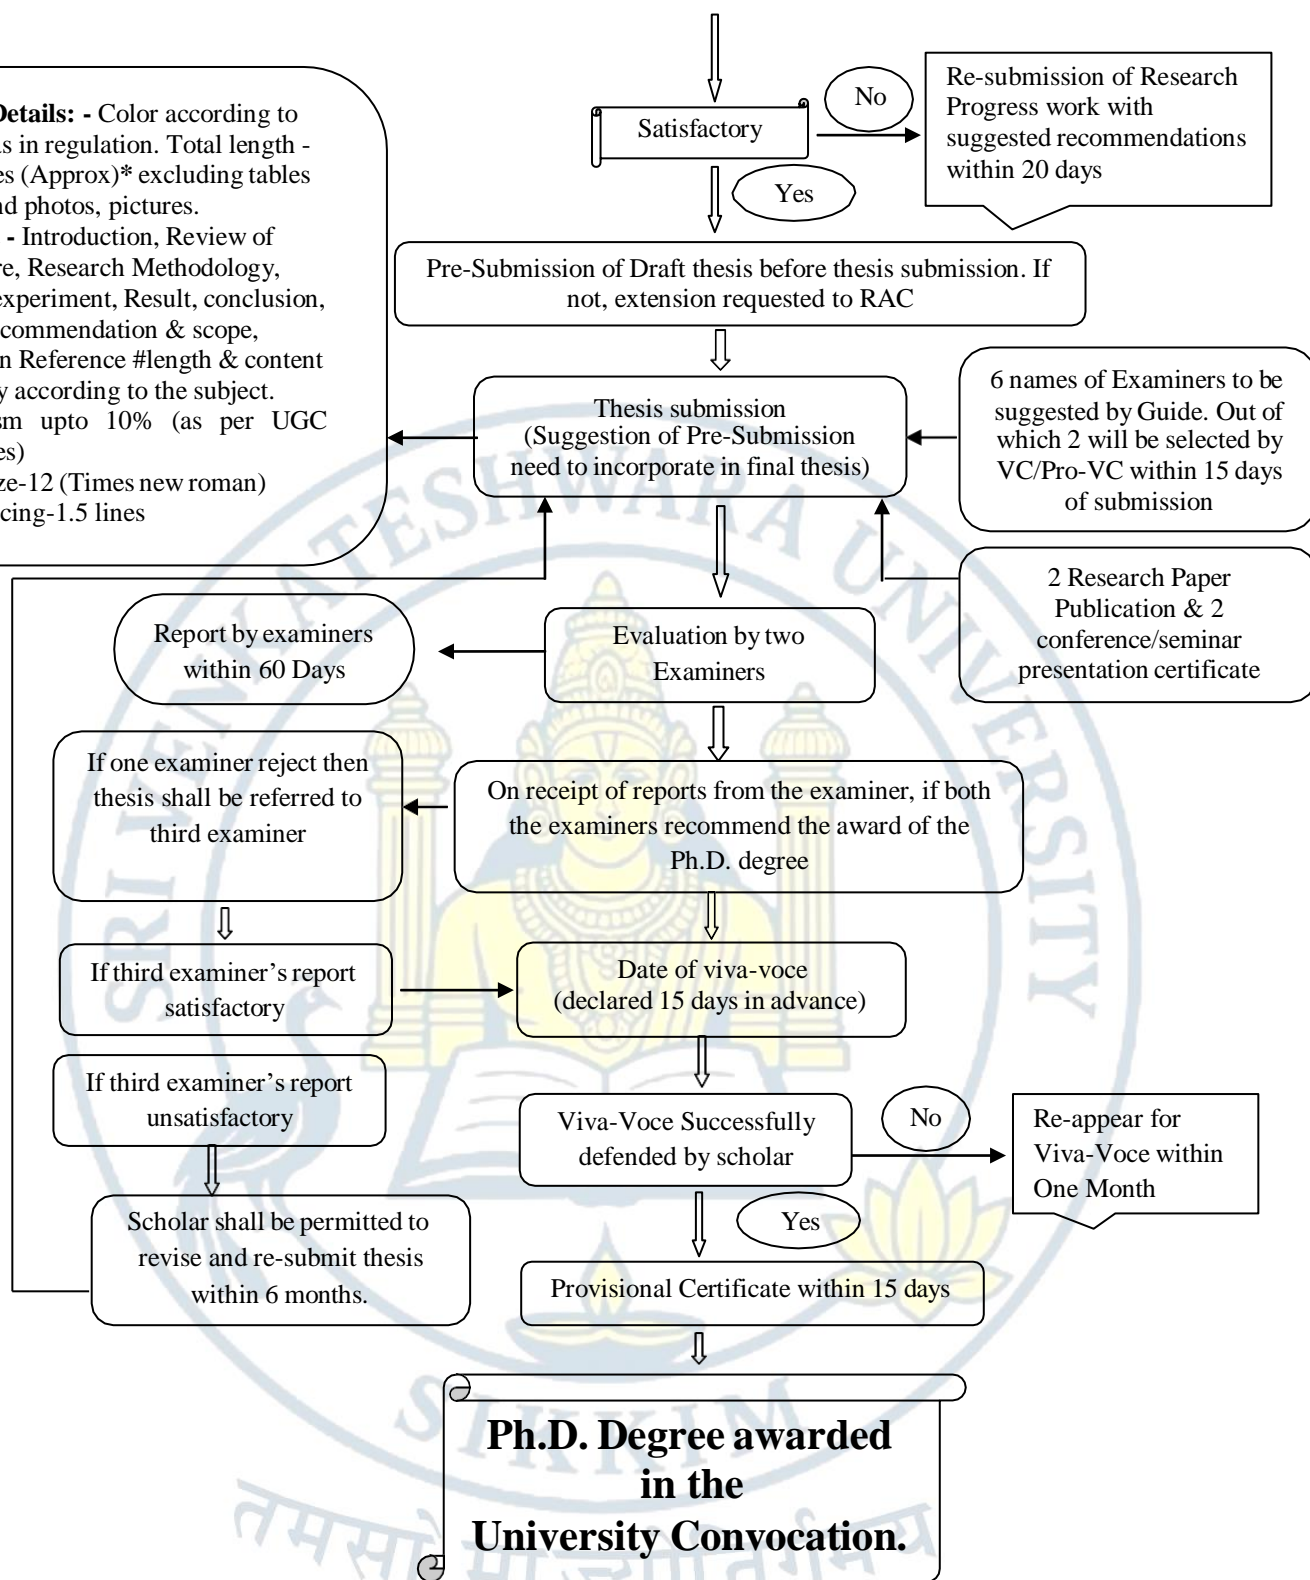 Details: - Color according to
as in regulation. Total length -
es (Approx)* excluding tables
nd photos, pictures.
- Introduction, Review of
re, Research Methodology,
experiment, Result, conclusion,
commendation & scope,
n Reference #length & content
y according to the subject.
sm upto 10% (as per UGC
es)
ze-12 (Times new roman)
cing-1.5 lines
Satisfactory
No
Re-submission of Research
Progress work with
suggested recommendations
within 20 days
Yes
Pre-Submission of Draft thesis before thesis submission. If
not, extension requested to RAC
Thesis submission
(Suggestion of Pre-Submission
need to incorporate in final thesis)
6 names of Examiners to be
suggested by Guide. Out of
which 2 will be selected by
VC/Pro-VC within 15 days
of submission
2 Research Paper
Publication & 2
conference/seminar
presentation certificate
Report by examiners
within 60 Days
Evaluation by two
Examiners
If one examiner reject then
thesis shall be referred to
third examiner
On receipt of reports from the examiner, if both
the examiners recommend the award of the
Ph.D. degree
If third examiner's report
satisfactory
Date of viva-voce
(declared 15 days in advance)
If third examiner's report
unsatisfactory
Viva-Voce Successfully
defended by scholar
No
Re-appear for
Viva-Voce within
One Month
Scholar shall be permitted to
revise and re-submit thesis
within 6 months.
Yes
Provisional Certificate within 15 days
Ph.D. Degree awarded
in the
University Convocation.
SRI VENKATESHWARA UNIVERSITY
SIKKIM
तमसो मा